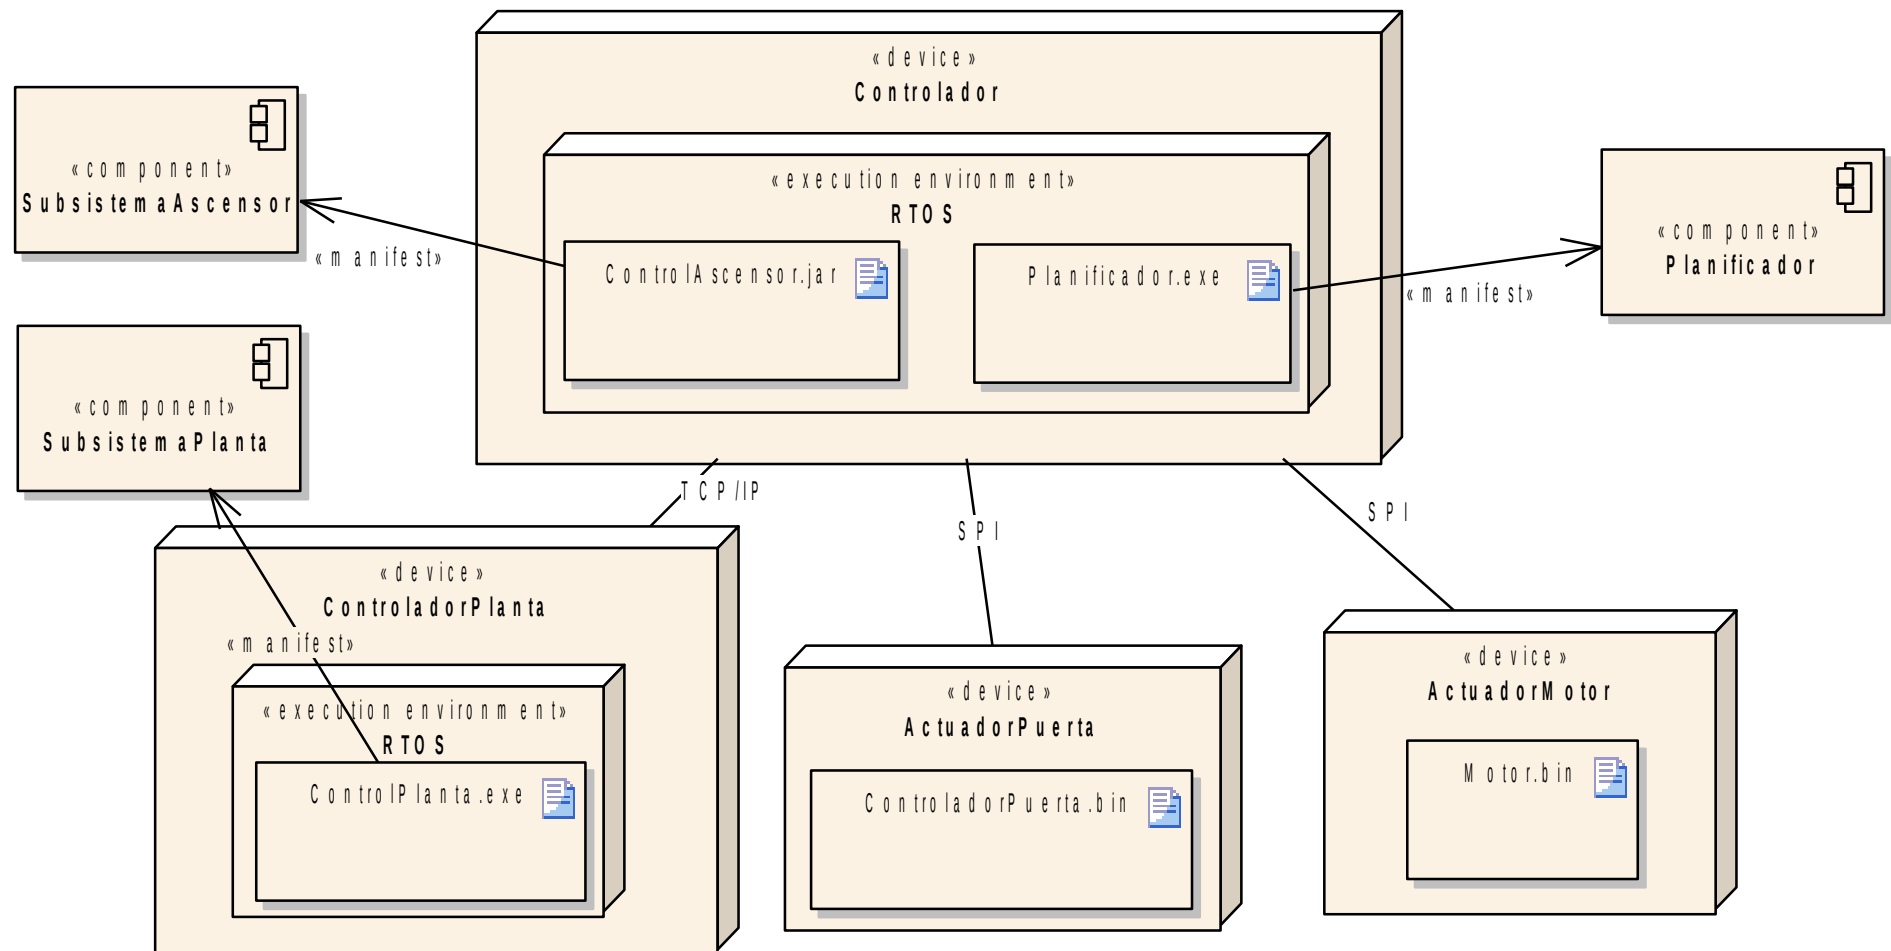 «device»
Controlador
«component»
SubsistemaAscensor
«execution environment»
RTOS
«component»
Planificador
«manifest»
ControlAscensor.jar
Planificador.exe
«manifest»
«component»
SubsistemaPlanta
TCP/IP
SPI
SPI
«device»
ControladorPlanta
«manifest»
«execution environment»
RTOS
ControlPlanta.exe
«device»
ActuadorPuerta
ControladorPuerta.bin
«device»
ActuadorMotor
Motor.bin